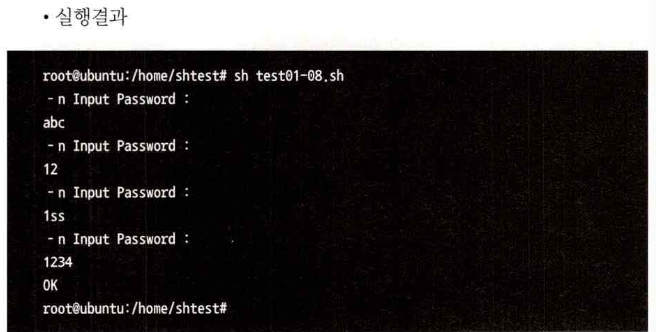 • 실행결과
root@ubuntu:/home/shtest# sh test01-08.sh
- n Input Password :
abc
- n Input Password :
12
- n Input Password :
1ss
- n Input Password :
1234
OK
root@ubuntu:/home/shtest#